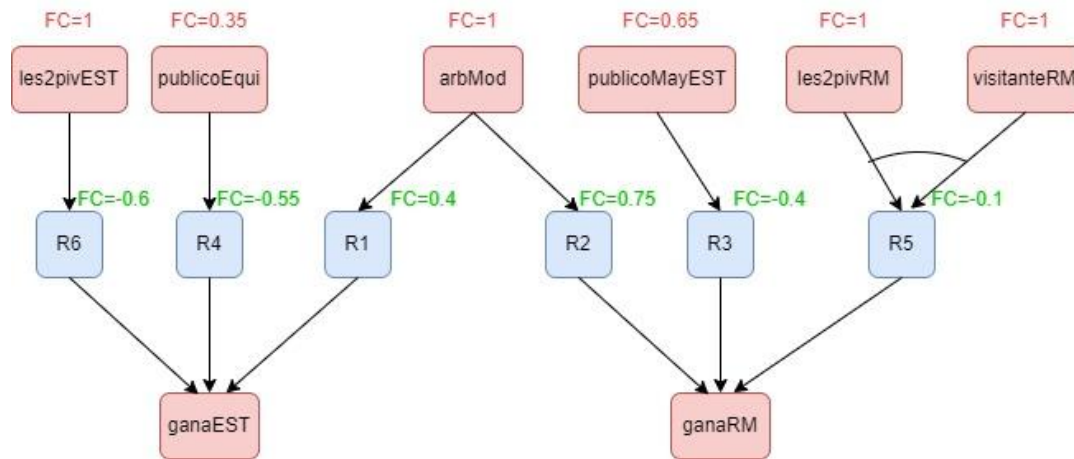 FC=1 FC=0.35 FC=1 FC=0.65 FC=1 FC=1
les2pivEST publicoEqui arbMod publicoMayEST les2pivRM visitanteRM
FC=-0.6 FC=-0.55 FC=0.4 FC=0.75 FC=-0.4 FC=-0.1
R6 R4 R1 R2 R3 R5
ganaEST ganaRM